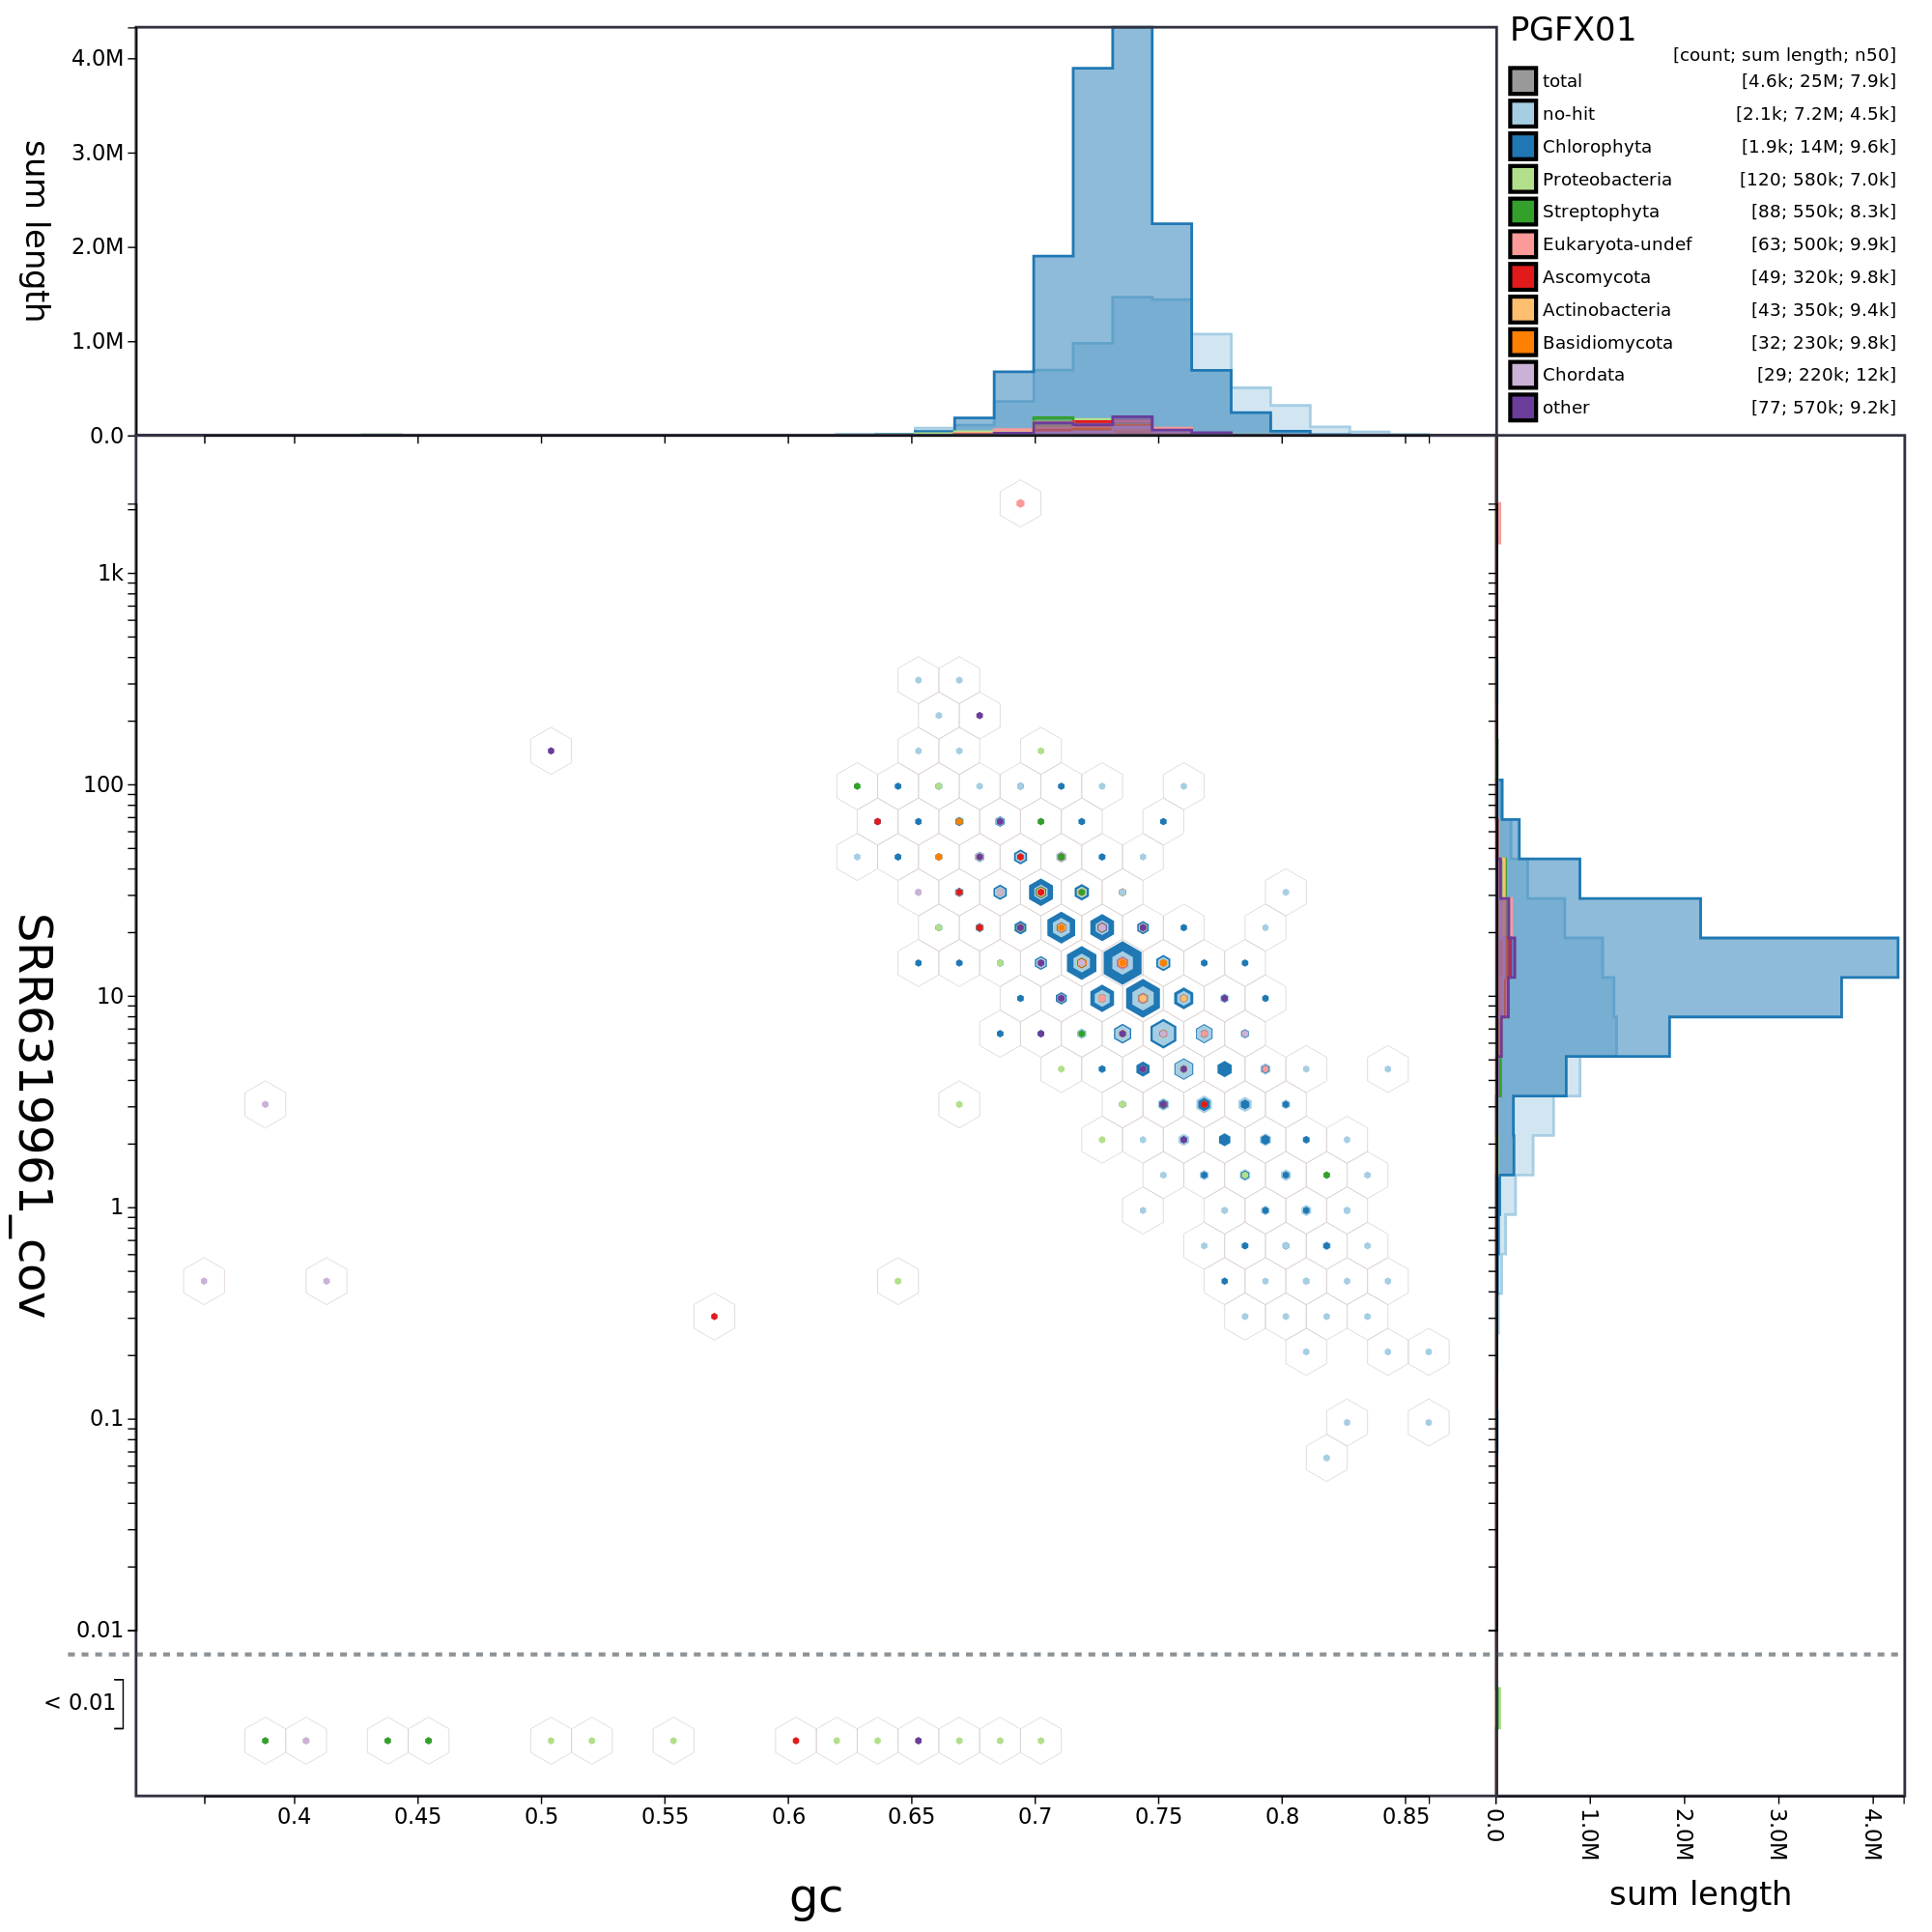 PGFX01
[count; sum length; n50]
total [4.6k; 25M; 7.9k]
no-hit [2.1k; 7.2M; 4.5k]
Chlorophyta [1.9k; 14M; 9.6k]
Proteobacteria [120; 580k; 7.0k]
Streptophyta [88; 550k; 8.3k]
Eukaryota-undef [63; 500k; 9.9k]
Ascomycota [49; 320k; 9.8k]
Actinobacteria [43; 350k; 9.4k]
Basidiomycota [32; 230k; 9.8k]
Chordata [29; 220k; 12k]
other [77; 570k; 9.2k]
sum length
4.0M
3.0M
2.0M
1.0M
0.0
SRR6319961_cov
1k
100
10
1
0.1
0.01
< 0.01
0.4 0.45 0.5 0.55 0.6 0.65 0.7 0.75 0.8 0.85
gc
0.0 1.0M 2.0M 3.0M 4.0M
sum length